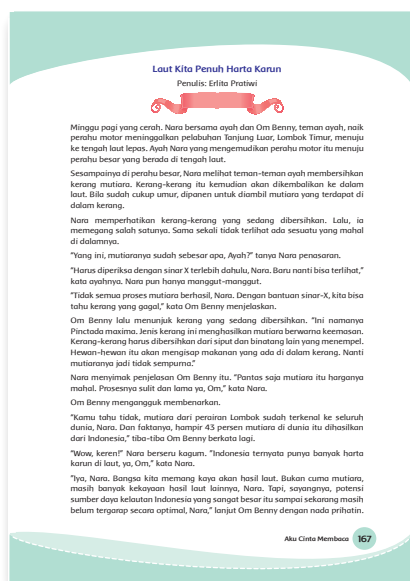 Laut Kita Penuh Harta Karun
Penulis: Erlita Pratiwi
Minggu pagi yang cerah. Nara bersama ayah dan Om Benny, teman ayah, naik
perahu motor meninggalkan pelabuhan Tanjung Luar, Lombok Timur, menuju
ke tengah laut lepas. Ayah Nara yang mengemudikan perahu motor itu menuju
perahu besar yang berada di tengah laut.
Sesampainya di perahu besar, Nara melihat teman-teman ayah membersihkan
kerang mutiara. Kerang-kerang itu kemudian akan dikembalikan ke dalam
laut. Bila sudah cukup umur, dipanen untuk diambil mutiara yang terdapat di
dalam kerang.
Nara memperhatikan kerang-kerang yang sedang dibersihkan. Lalu, ia
memegang salah satunya. Sama sekali tidak terlihat ada sesuatu yang mahal
di dalamnya.
"Yang ini, mutiaranya sudah sebesar apa, Ayah?" tanya Nara penasaran.
"Harus diperiksa dengan sinar X terlebih dahulu, Nara. Baru nanti bisa terlihat,"
kata ayahnya. Nara pun hanya manggut-manggut.
"Tidak semua proses mutiara berhasil, Nara. Dengan bantuan sinar-X, kita bisa
tahu kerang yang gagal," kata Om Benny menjelaskan.
Om Benny lalu menunjuk kerang yang sedang dibersihkan. "Ini namanya
Pinctada maxima. Jenis kerang ini menghasilkan mutiara berwarna keemasan.
Kerang-kerang harus dibersihkan dari siput dan binatang lain yang menempel.
Hewan-hewan itu akan mengisap makanan yang ada di dalam kerang. Nanti
mutiaranya jadi tidak sempurna."
Nara menyimak penjelasan Om Benny itu. "Pantas saja mutiara itu harganya
mahal. Prosesnya sulit dan lama ya, Om," kata Nara.
Om Benny mengangguk membenarkan.
"Kamu tahu tidak, mutiara dari perairan Lombok sudah terkenal ke seluruh
dunia, Nara. Dan faktanya, hampir 43 persen mutiara di dunia itu dihasilkan
dari Indonesia," tiba-tiba Om Benny berkata lagi.
"Wow, keren!" Nara berseru kagum. "Indonesia ternyata punya banyak harta
karun di laut, ya, Om," kata Nara.
"Iya, Nara. Bangsa kita memang kaya akan hasil laut. Bukan cuma mutiara,
masih banyak kekayaan hasil laut lainnya, Nara. Tapi, sayangnya, potensi
sumber daya kelautan Indonesia yang sangat besar itu sampai sekarang masih
belum tergarap secara optimal, Nara," lanjut Om Benny dengan nada prihatin.
Aku Cinta Membaca 167